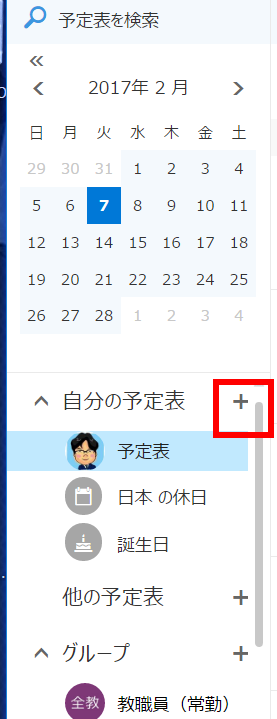 予定表を検索
«
< 2017年 2 月 >
日 月 火 水 木 金 土
29 30 31 1 2 3 4
5 6 7 8 9 10 11
12 13 14 15 16 17 18
19 20 21 22 23 24 25
26 27 28 1 2 3 4
自分の予定表 +
予定表
日本 の休日
誕生日
他の予定表 +
グループ +
全教 教職員（常勤）